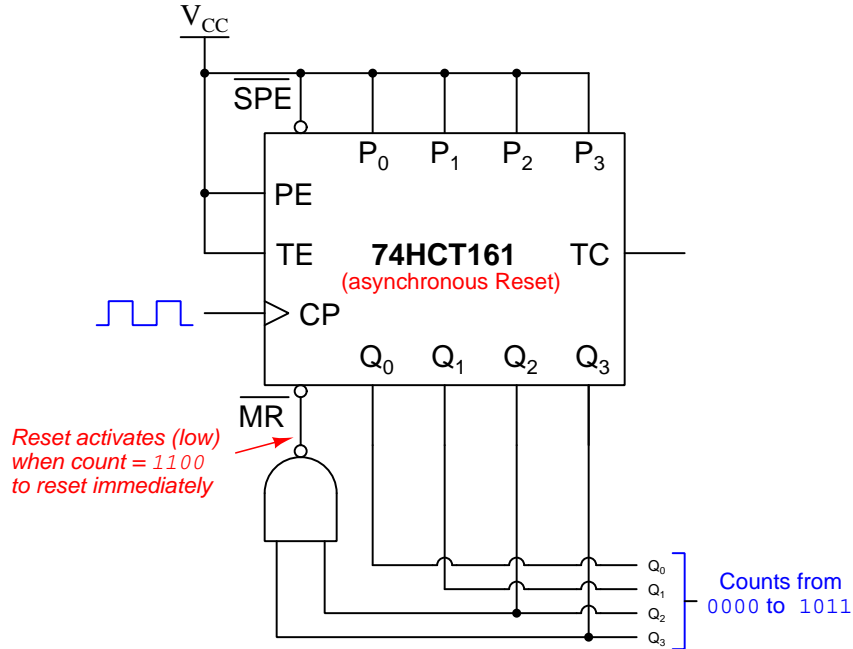 V_CC
SPE
P₀ P₁ P₂ P₃
PE
TE 74HCT161 TC
(asynchronous Reset)
CP
Q₀ Q₁ Q₂ Q₃
MR
Reset activates (low)
when count = 1100
to reset immediately
Q₀
Q₁
Q₂
Q₃
Counts from
0000 to 1011